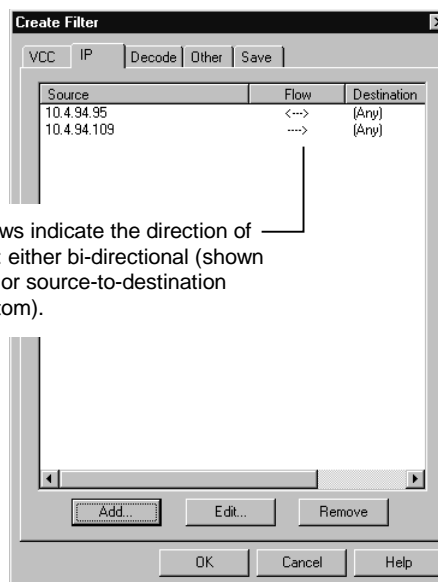 Create Filter
VCC IP Decode Other Save
Source Flow Destination
10.4.94.95 <---> (Any)
10.4.94.109 ----> (Any)
ws indicate the direction of
either bi-directional (shown
or source-to-destination
tom).
Add... Edit... Remove
OK Cancel Help